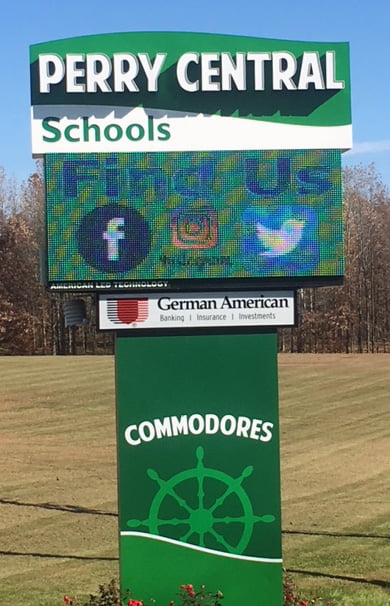 PERRY CENTRAL
Schools
Find Us
f
Instagram
AMERICAN LED TECHNOLOGY
German American
Banking | Insurance | Investments
COMMODORES